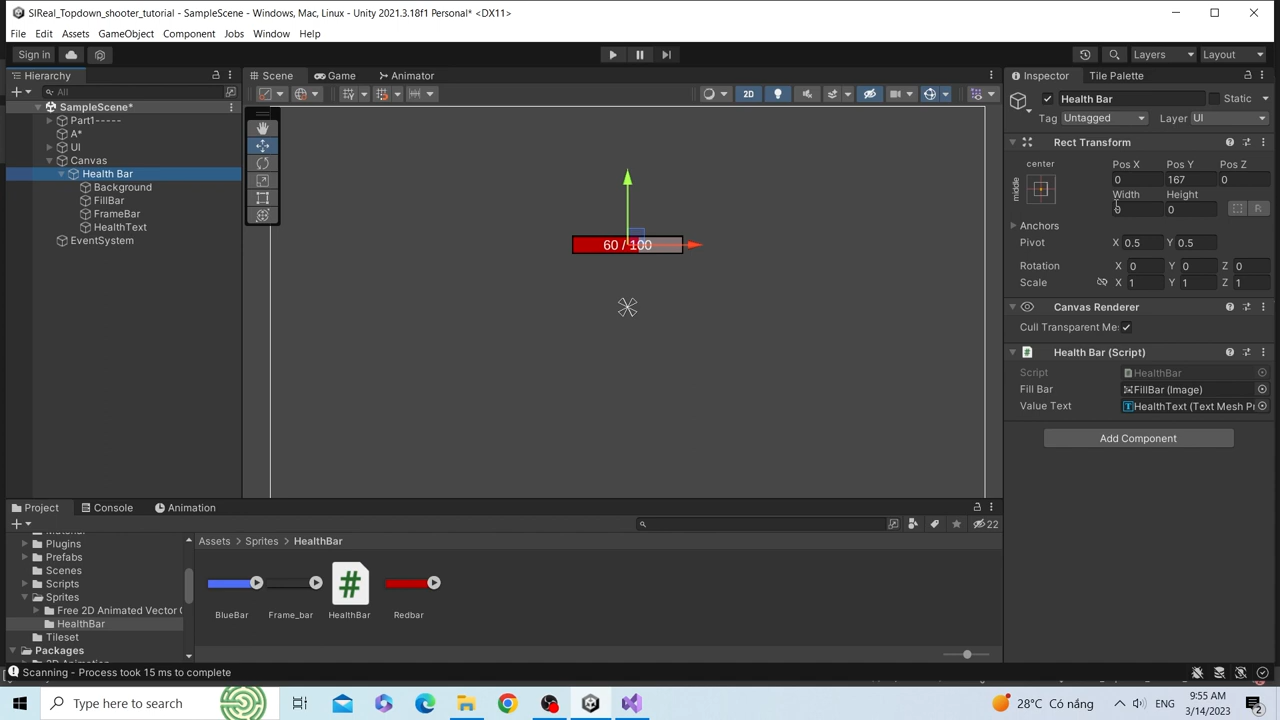 SIReal_Topdown_shooter_tutorial - SampleScene - Windows, Mac, Linux - Unity 2021.3.18f1 Personal* <DX11>
File Edit Assets GameObject Component Jobs Window Help
Sign in Layers Layout
Hierarchy
All
SampleScene*
Part1-----
A*
UI
Canvas
Health Bar
Background
FillBar
FrameBar
HealthText
EventSystem
Scene Game Animator
2D
60 / 100
Inspector Tile Palette
Health Bar Static
Tag Untagged Layer UI
Rect Transform
center
middle
Pos X Pos Y Pos Z
0 167 0
Width Height
0 0 R
Anchors
Pivot X 0.5 Y 0.5
Rotation X 0 Y 0 Z 0
Scale X 1 Y 1 Z 1
Canvas Renderer
Cull Transparent Me
Health Bar (Script)
Script HealthBar
Fill Bar FillBar (Image)
Value Text HealthText (Text Mesh P
Add Component
Project Console Animation
22
Plugins
Prefabs
Scenes
Scripts
Sprites
Free 2D Animated Vector
HealthBar
Tileset
Packages
Assets Sprites HealthBar
BlueBar Frame_bar HealthBar Redbar
Scanning - Process took 15 ms to complete
Type here to search
28°C Có nắng
9:55 AM
3/14/2023
2